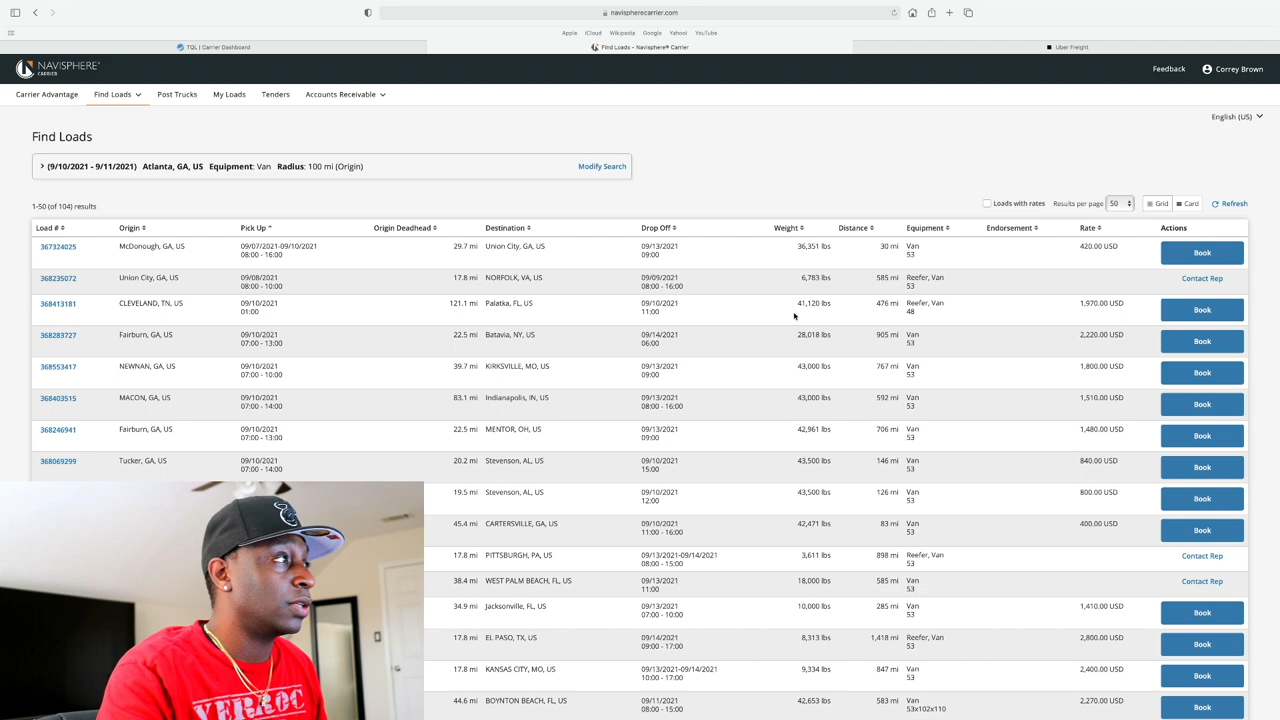 navispherecarrier.com
Apple iCloud Wikipedia Google Yahoo! YouTube
TQL | Carrier Dashboard Find Loads - Navisphere® Carrier Uber Freight
NAVISPHERE®
CARRIER
Feedback Correy Brown
Carrier Advantage Find Loads Post Trucks My Loads Tenders Accounts Receivable
English (US)
Find Loads
(9/10/2021 - 9/11/2021) Atlanta, GA, US Equipment: Van Radius: 100 mi (Origin) Modify Search
1-50 (of 104) results Loads with rates Results per page 50 Grid Card Refresh
Load # Origin Pick Up Origin Deadhead Destination Drop Off Weight Distance Equipment Endorsement Rate Actions
367324025 McDonough, GA, US 09/07/2021-09/10/2021 29.7 mi Union City, GA, US 09/13/2021 36,351 lbs 30 mi Van 420.00 USD Book
08:00 - 16:00 09:00 53
368235072 Union City, GA, US 09/08/2021 17.8 mi NORFOLK, VA, US 09/09/2021 6,783 lbs 585 mi Reefer, Van Contact Rep
08:00 - 10:00 08:00 - 16:00 53
368413181 CLEVELAND, TN, US 09/10/2021 121.1 mi Palatka, FL, US 09/10/2021 41,120 lbs 476 mi Reefer, Van 1,970.00 USD Book
01:00 11:00 48
368283727 Fairburn, GA, US 09/10/2021 22.5 mi Batavia, NY, US 09/14/2021 28,018 lbs 905 mi Van 2,220.00 USD Book
07:00 - 13:00 06:00 53
368553417 NEWNAN, GA, US 09/10/2021 39.7 mi KIRKSVILLE, MO, US 09/13/2021 43,000 lbs 767 mi Van 1,800.00 USD Book
07:00 - 10:00 09:00 53
368403515 MACON, GA, US 09/10/2021 83.1 mi Indianapolis, IN, US 09/13/2021 43,000 lbs 592 mi Van 1,510.00 USD Book
07:00 - 14:00 08:00 - 16:00 53
368246941 Fairburn, GA, US 09/10/2021 22.5 mi MENTOR, OH, US 09/13/2021 42,961 lbs 706 mi Van 1,480.00 USD Book
07:00 - 13:00 09:00 53
368069299 Tucker, GA, US 09/10/2021 20.2 mi Stevenson, AL, US 09/10/2021 43,500 lbs 146 mi Van 840.00 USD Book
07:00 - 14:00 15:00 53
19.5 mi Stevenson, AL, US 09/10/2021 43,500 lbs 126 mi Van 800.00 USD Book
12:00 53
45.4 mi CARTERSVILLE, GA, US 09/10/2021 42,471 lbs 83 mi Van 400.00 USD Book
11:00 - 16:00 53
17.8 mi PITTSBURGH, PA, US 09/13/2021-09/14/2021 3,611 lbs 898 mi Reefer, Van Contact Rep
08:00 - 15:00
38.4 mi WEST PALM BEACH, FL, US 09/13/2021 18,000 lbs 585 mi Van Contact Rep
11:00 53
34.9 mi Jacksonville, FL, US 09/13/2021 10,000 lbs 285 mi Van 1,410.00 USD Book
07:00 - 10:00 53
17.8 mi EL PASO, TX, US 09/14/2021 8,313 lbs 1,418 mi Reefer, Van 2,800.00 USD Book
09:00 - 17:00 53
17.8 mi KANSAS CITY, MO, US 09/13/2021-09/14/2021 9,334 lbs 847 mi Van 2,400.00 USD Book
10:00 - 17:00 53
44.6 mi BOYNTON BEACH, FL, US 09/11/2021 42,653 lbs 583 mi Van 2,270.00 USD Book
08:00 - 15:00 53x102x110